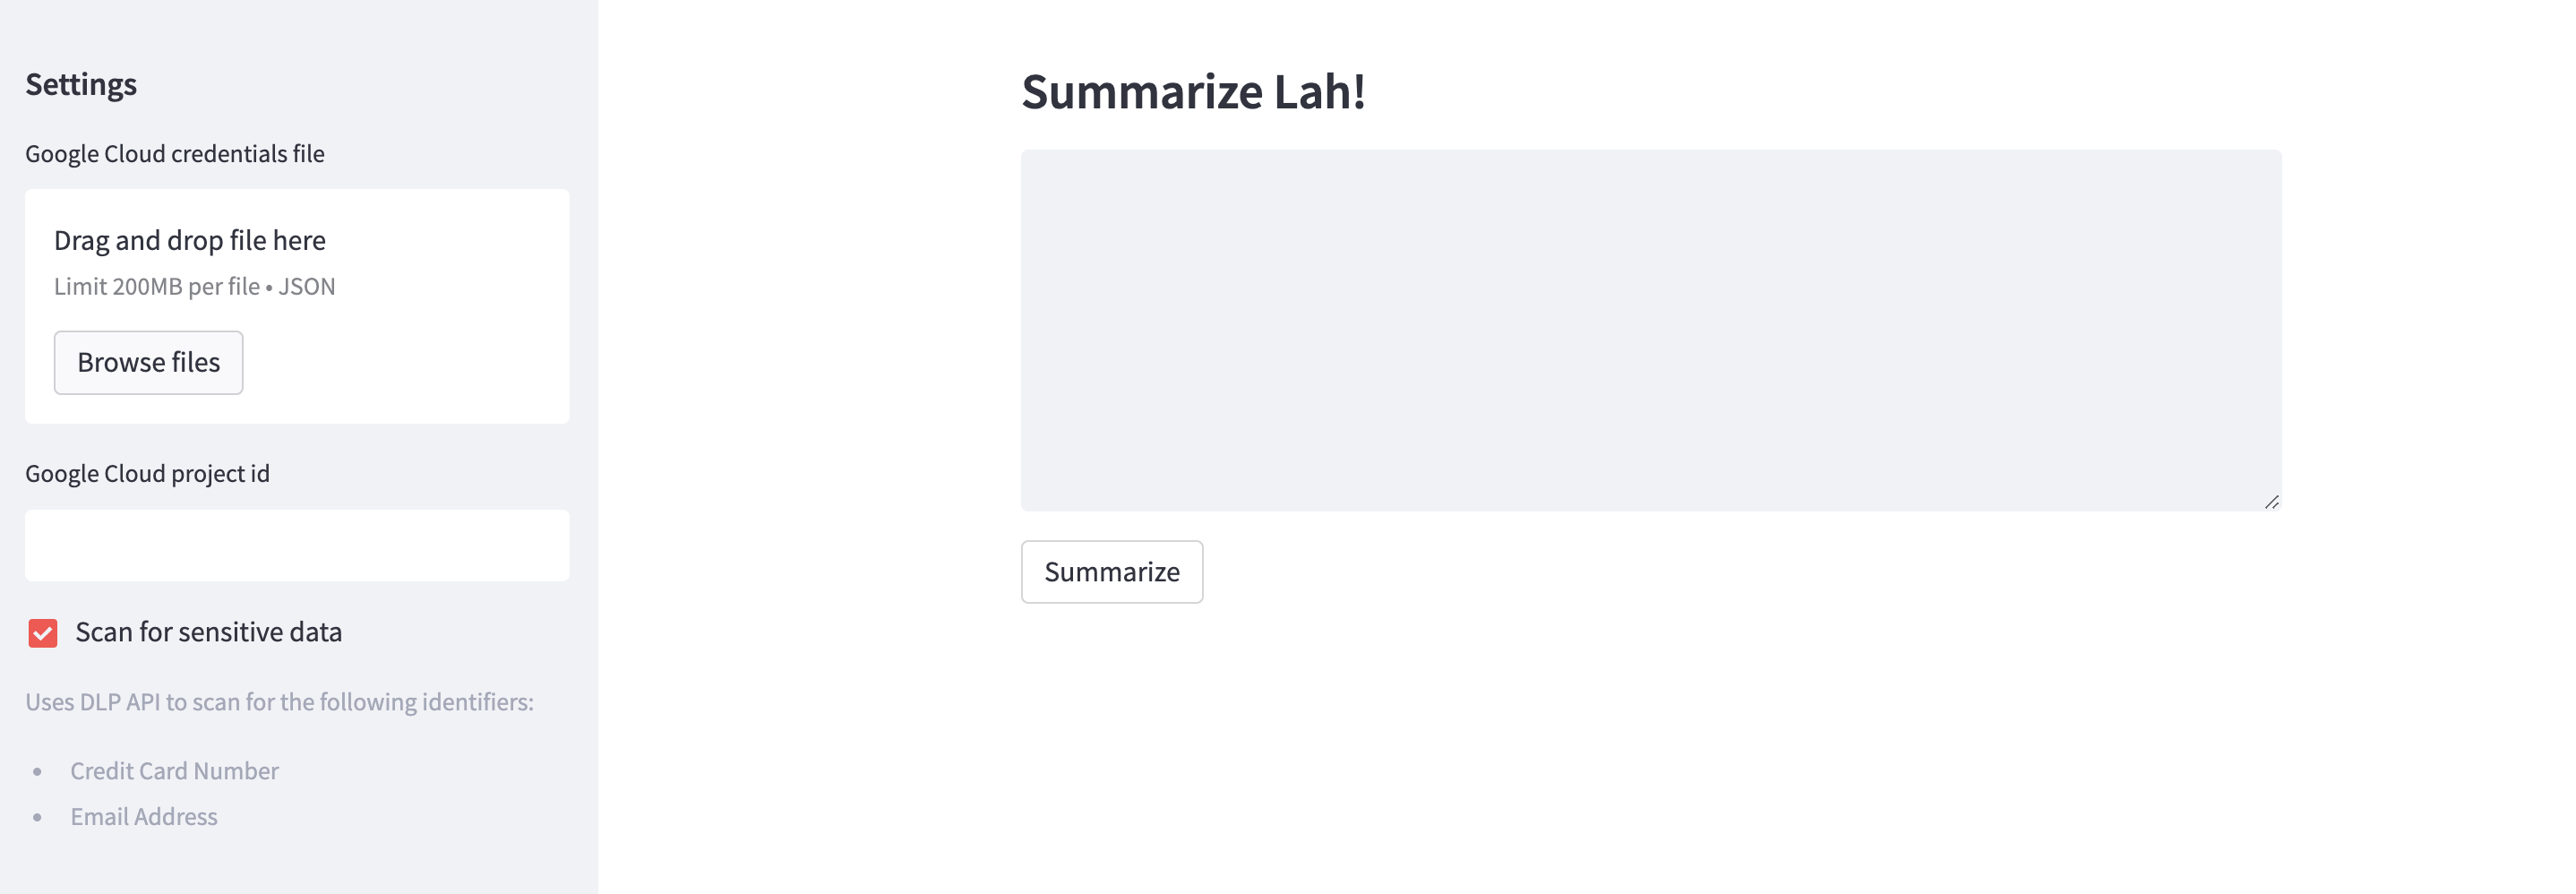 Settings
Google Cloud credentials file
Drag and drop file here
Limit 200MB per file • JSON
Browse files
Google Cloud project id
Scan for sensitive data
Uses DLP API to scan for the following identifiers:
• Credit Card Number
• Email Address
Summarize Lah!
Summarize